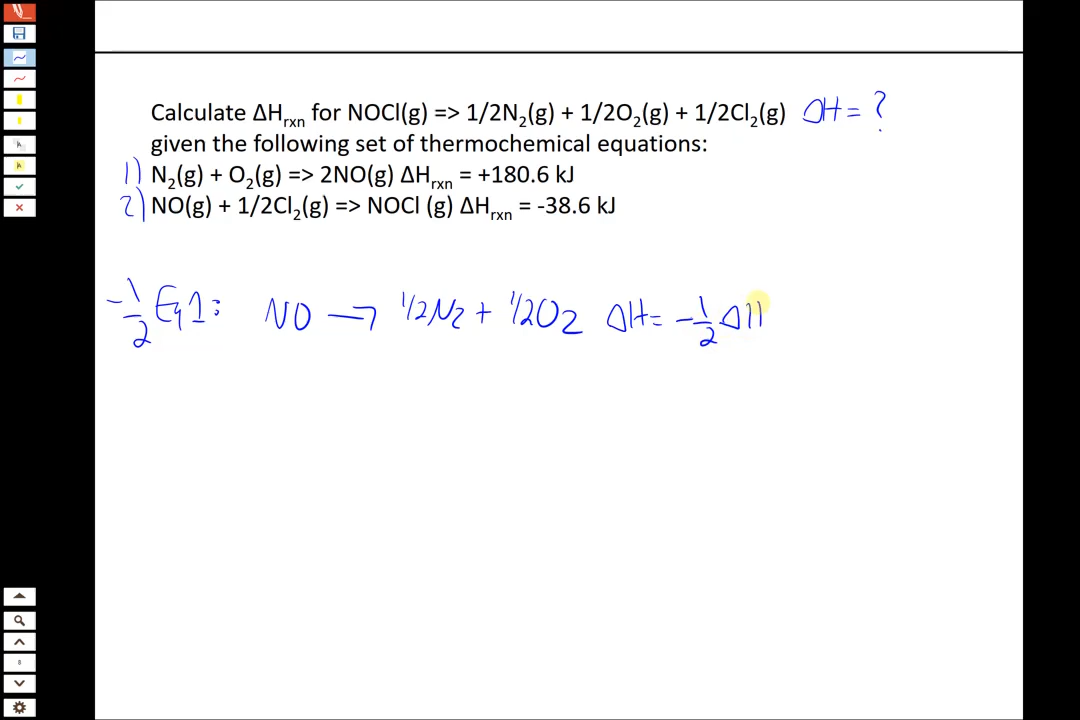 Calculate ΔHrxn for NOCl(g) => 1/2N2(g) + 1/2O2(g) + 1/2Cl2(g) ΔH = ?
given the following set of thermochemical equations:
1) N2(g) + O2(g) => 2NO(g) ΔHrxn = +180.6 kJ
2) NO(g) + 1/2Cl2(g) => NOCl (g) ΔHrxn = -38.6 kJ
-1/2 Eq 1: NO → 1/2N2 + 1/2O2 ΔH = -1/2 Δ